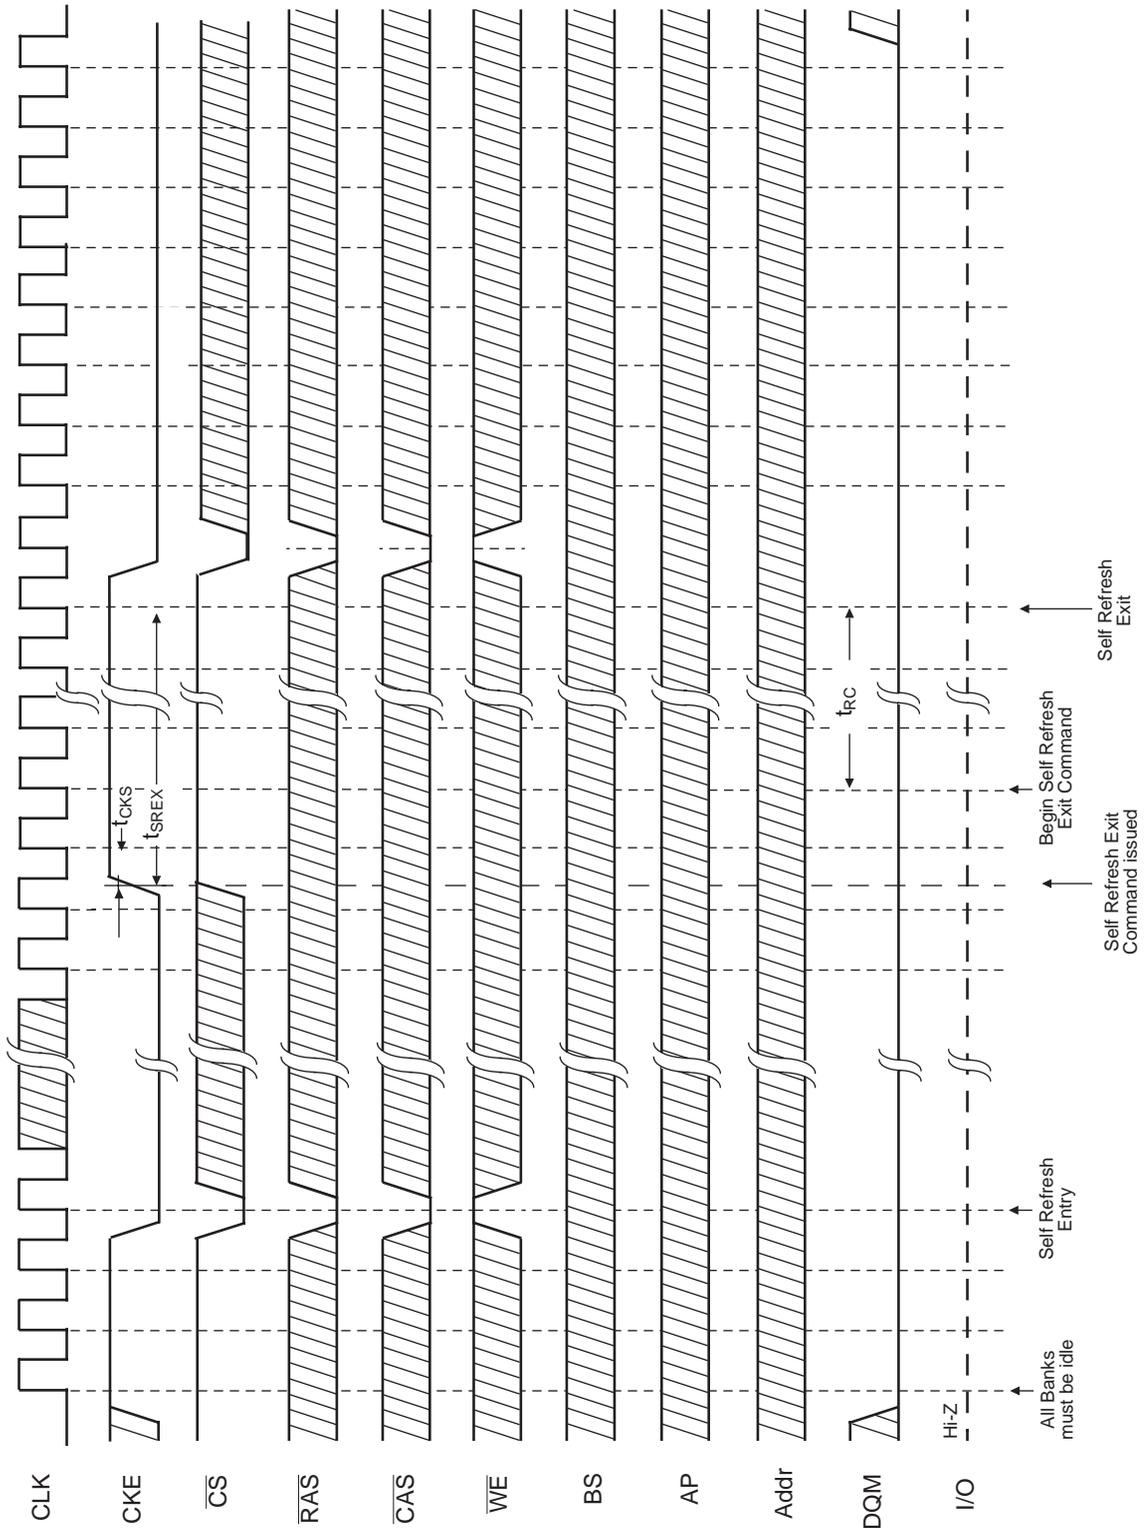 CLK
CKE
CS
RAS
CAS
WE
BS
AP
Addr
DQM
I/O
Hi-Z
tCKS
tSREX
tRC
All Banks
must be idle
Self Refresh
Entry
Self Refresh Exit
Command issued
Begin Self Refresh
Exit Command
Self Refresh
Exit